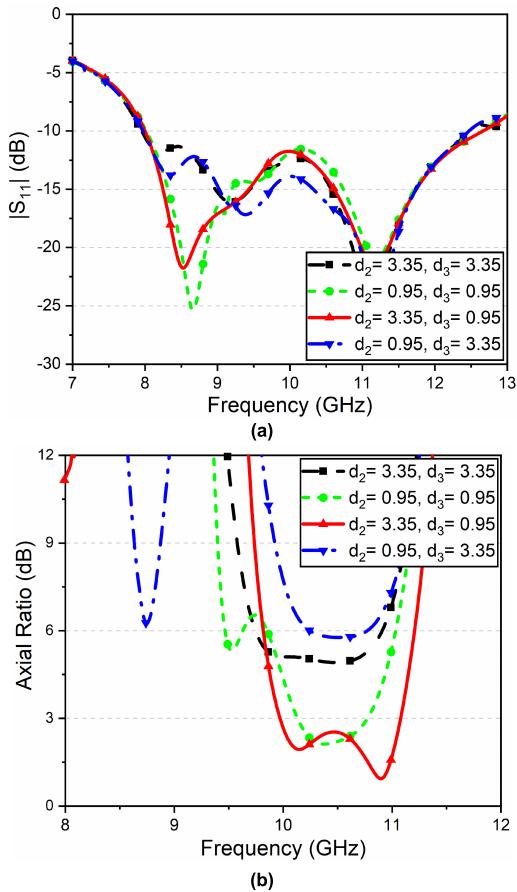 0
-5
-10
-15
-20
-25
-30
|S₁₁| (dB)
d₂= 3.35, d₃= 3.35
d₂= 0.95, d₃= 0.95
d₂= 3.35, d₃= 0.95
d₂= 0.95, d₃= 3.35
7 8 9 10 11 12 13
Frequency (GHz)
(a)
12
9
6
3
0
Axial Ratio (dB)
d₂= 3.35, d₃= 3.35
d₂= 0.95, d₃= 0.95
d₂= 3.35, d₃= 0.95
d₂= 0.95, d₃= 3.35
8 9 10 11 12
Frequency (GHz)
(b)